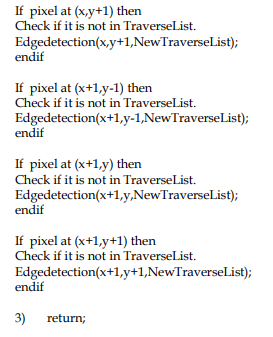 If pixel at (x,y+1) then
Check if it is not in TraverseList.
Edgedetection(x,y+1,NewTraverseList);
endif
If pixel at (x+1,y-1) then
Check if it is not in TraverseList.
Edgedetection(x+1,y-1,NewTraverseList);
endif
If pixel at (x+1,y) then
Check if it is not in TraverseList.
Edgedetection(x+1,y,NewTraverseList);
endif
If pixel at (x+1,y+1) then
Check if it is not in TraverseList.
Edgedetection(x+1,y+1,NewTraverseList);
endif
3) return;